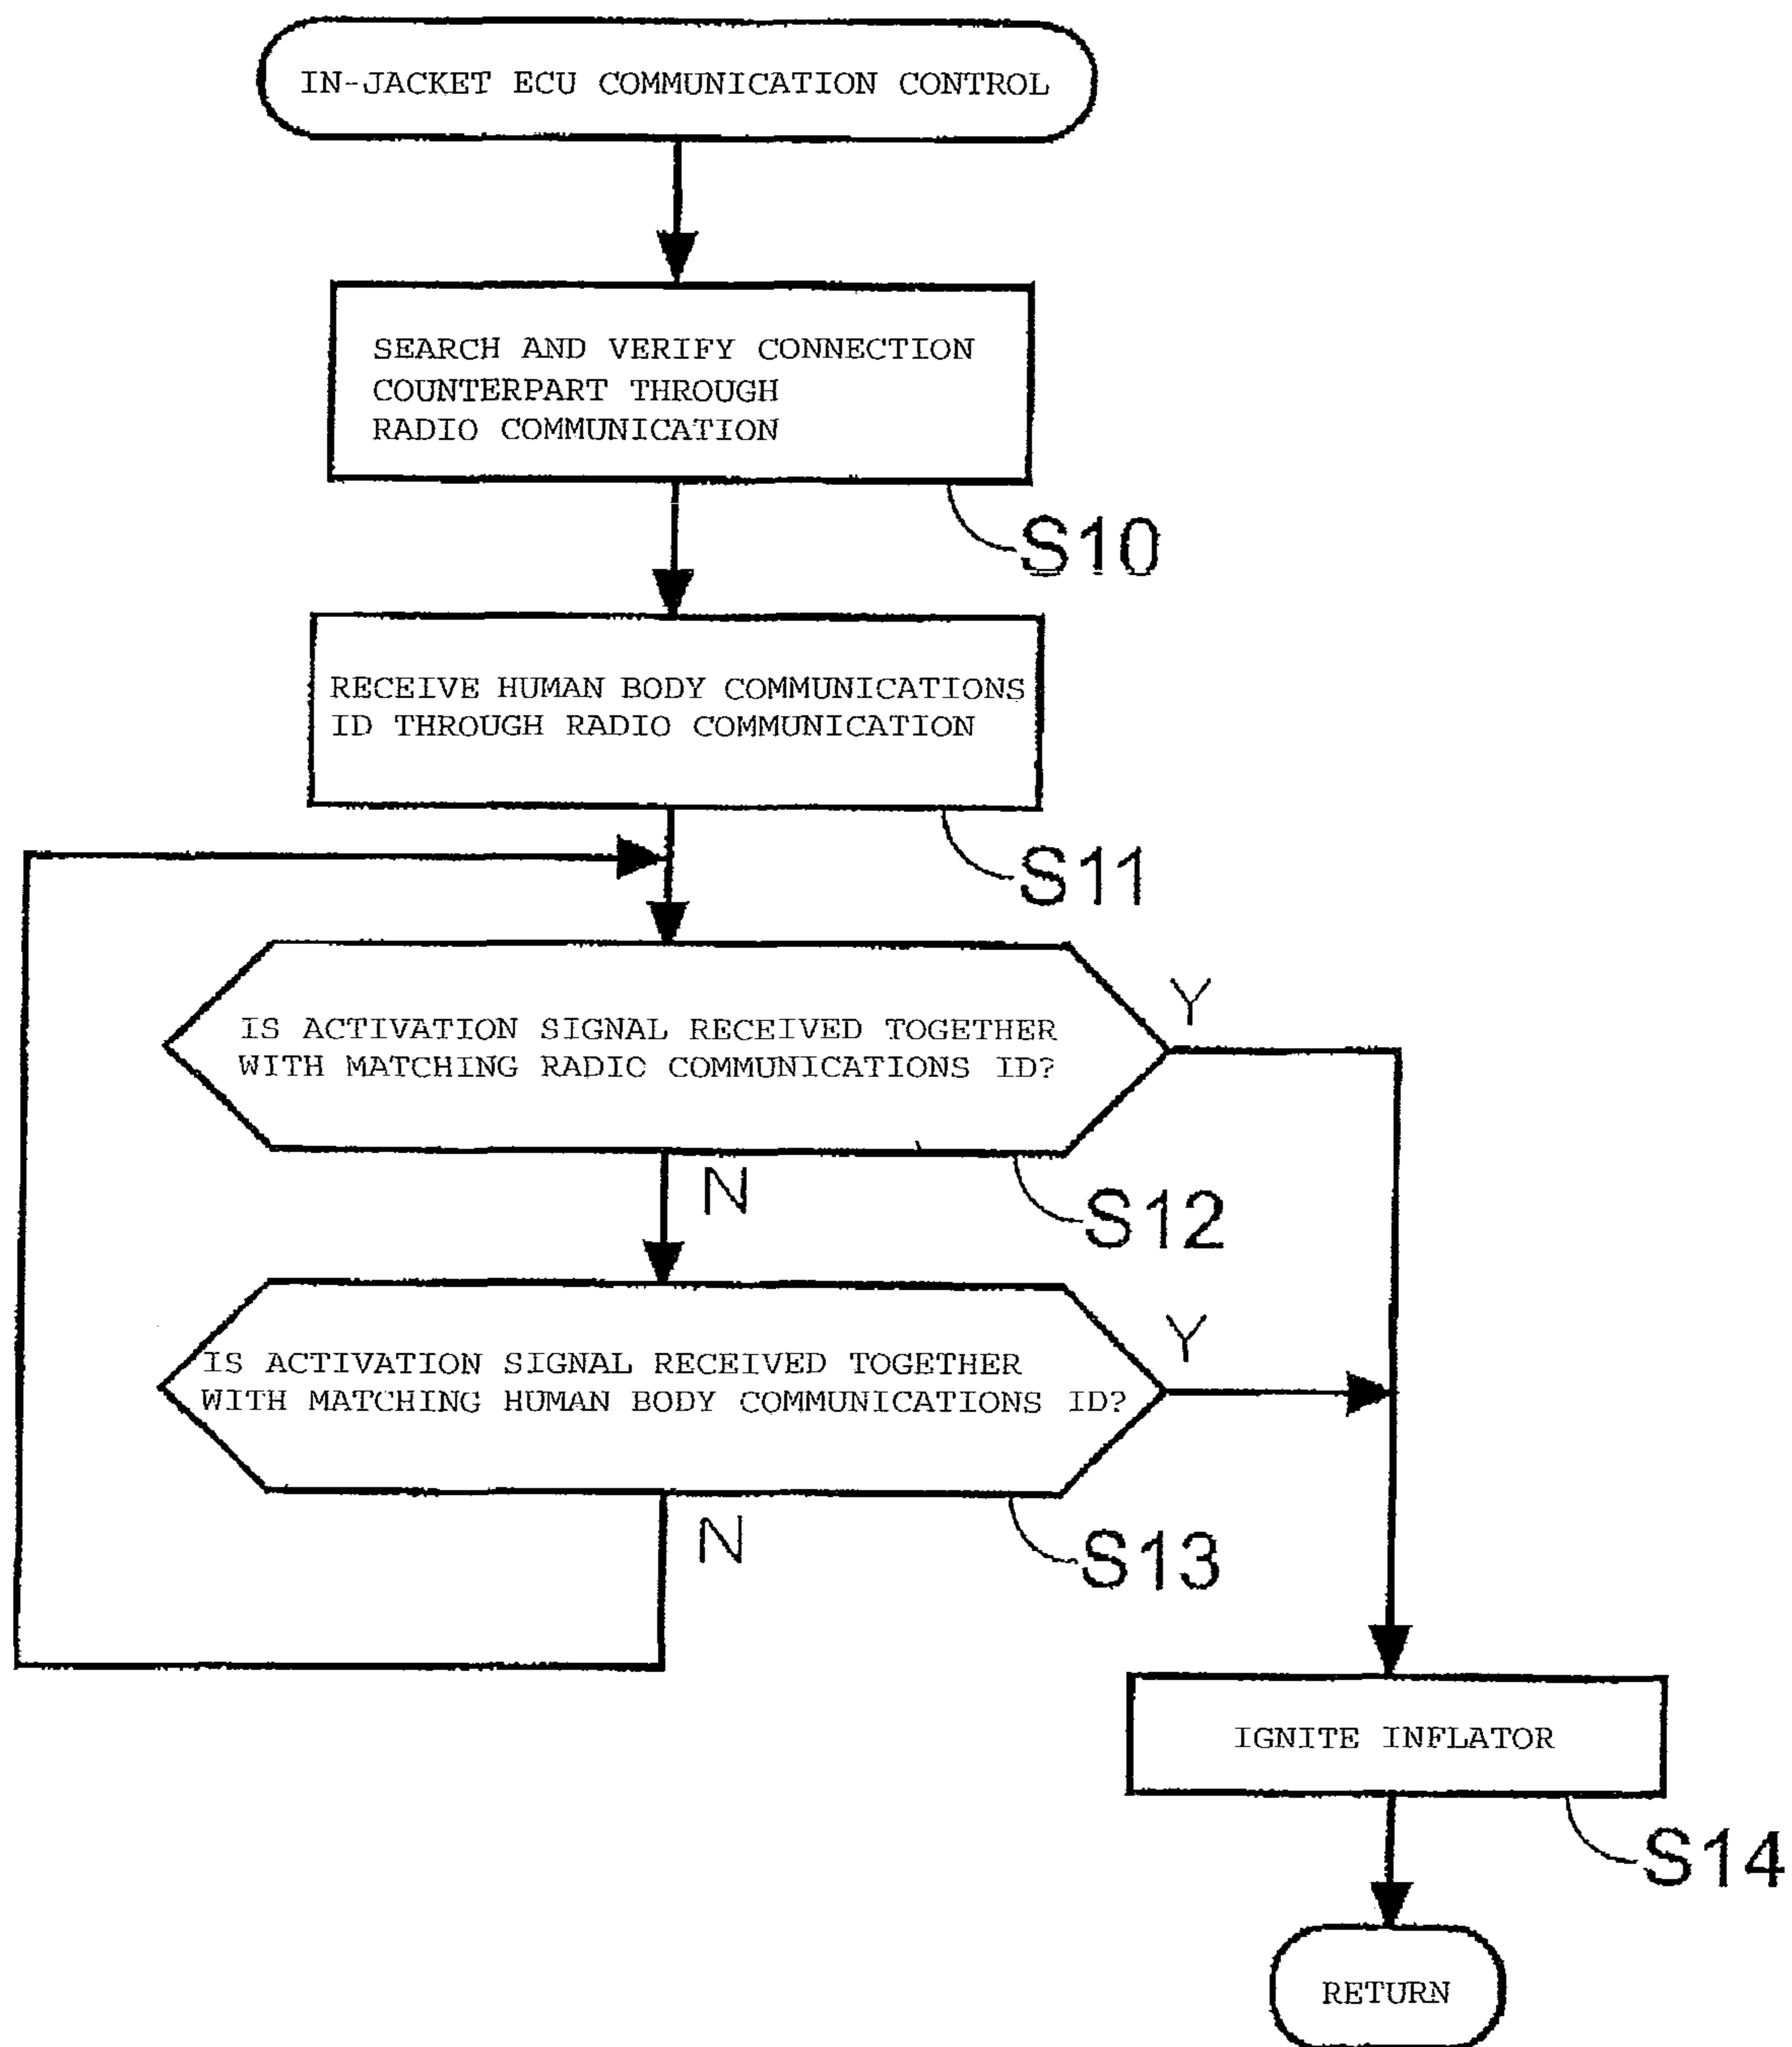 IN-JACKET ECU COMMUNICATION CONTROL
SEARCH AND VERIFY CONNECTION
COUNTERPART THROUGH
RADIO COMMUNICATION
S10
RECEIVE HUMAN BODY COMMUNICATIONS
ID THROUGH RADIO COMMUNICATION
S11
IS ACTIVATION SIGNAL RECEIVED TOGETHER
WITH MATCHING RADIO COMMUNICATIONS ID?
Y
N
S12
IS ACTIVATION SIGNAL RECEIVED TOGETHER
WITH MATCHING HUMAN BODY COMMUNICATIONS ID?
Y
N
S13
IGNITE INFLATOR
S14
RETURN